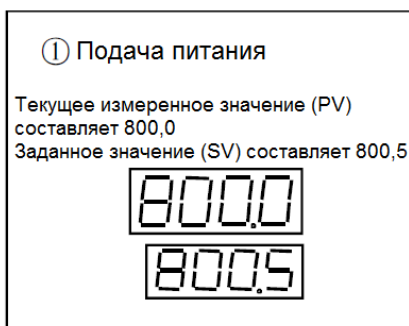 ① Подача питания
Текущее измеренное значение (PV)
составляет 800,0
Заданное значение (SV) составляет 800,5
800.0
800.5